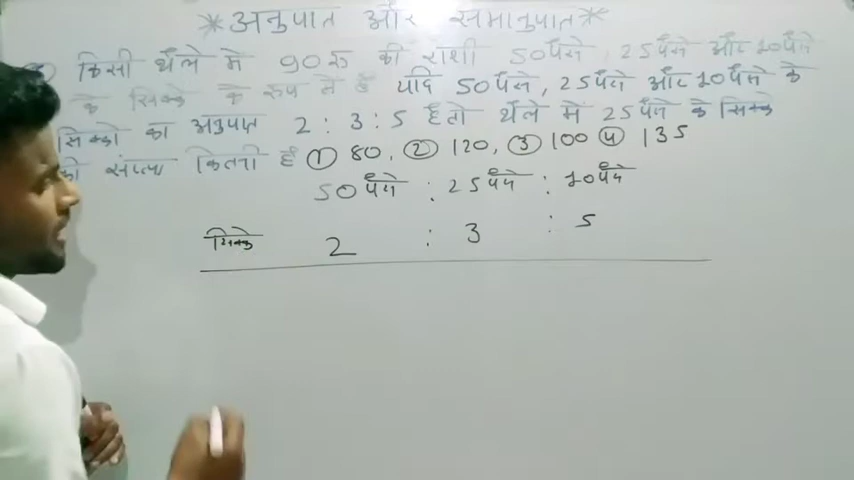 *अनुपात और समानुपात*
किसी थैले में 90 रु की राशी 50 पैसे, 25 पैसे और 10 पैसे
के सिक्के के रूप में है यदि 50 पैसे, 25 पैसे और 10 पैसे के
सिक्को का अनुपात 2 : 3 : 5 है तो थैले में 25 पैसे के सिक्के
की संख्या कितनी है ① 80, ② 120, ③ 100 ④ 135
50 पैसे : 25 पैसे : 10 पैसे
सिक्के 2 : 3 : 5